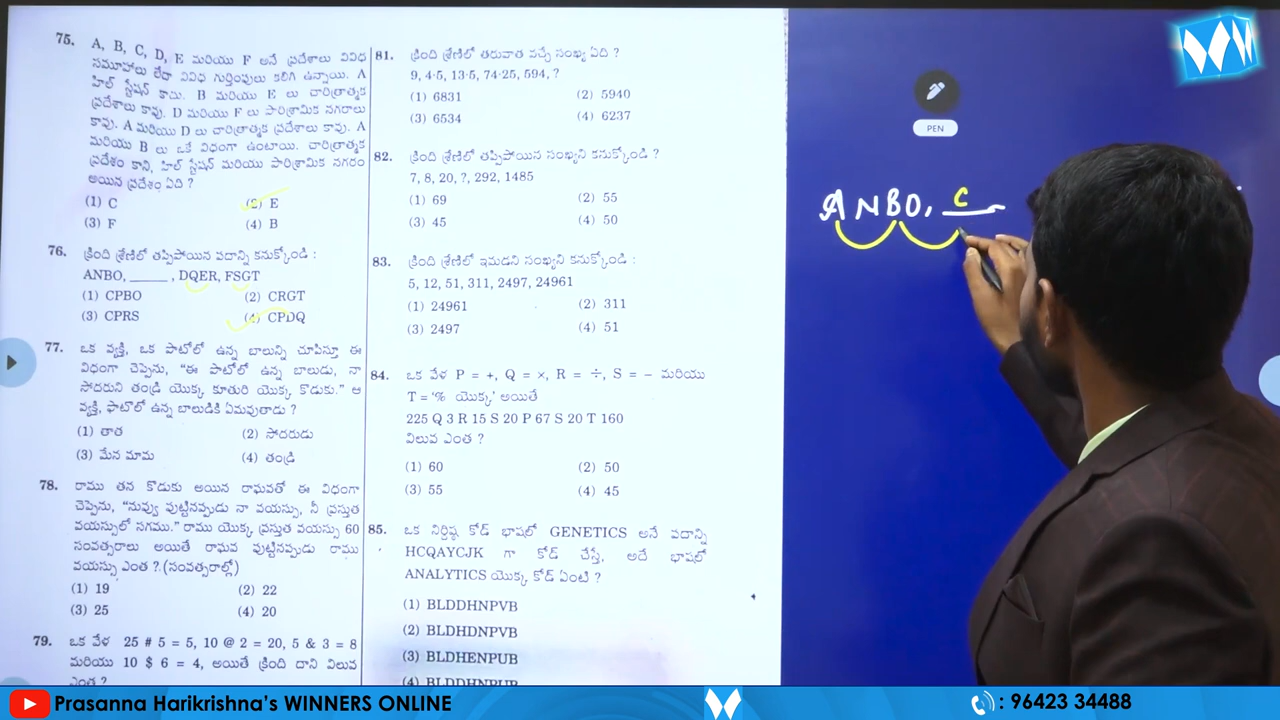 75. A, B, C, D, E మరియు F అనే ప్రదేశాలు వివిధ
సమూహాలు లేదా వివిధ గుర్తింపులు కలిగి ఉన్నాయి. A
హిల్ స్టేషన్ కాదు. B మరియు E లు చారిత్రాత్మక
ప్రదేశాలు కావు. D మరియు F లు పారిశ్రామిక నగరాలు
కావు. A మరియు D లు చారిత్రాత్మక ప్రదేశాలు కావు. A
మరియు B లు ఒకే విధంగా ఉంటాయి. చారిత్రాత్మక
ప్రదేశం కాని, హిల్ స్టేషన్ మరియు పారిశ్రామిక నగరం
అయిన ప్రదేశం ఏది ?
(1) C (2) E
(3) F (4) B
76. క్రింది శ్రేణిలో తప్పిపోయిన పదాన్ని కనుక్కోండి :
ANBO, ______ , DQER, FSGT
(1) CPBO (2) CRGT
(3) CPRS (4) CPDQ
77. ఒక వ్యక్తి, ఒక ఫొటోలో ఉన్న బాలుని చూపిస్తూ ఈ
విధంగా చెప్పెను, "ఈ ఫొటోలో ఉన్న బాలుడు, నా
సోదరుని తండ్రి యొక్క కూతురి యొక్క కొడుకు." ఆ
వ్యక్తి, ఫొటోలో ఉన్న బాలుడికి ఏమవుతాడు ?
(1) తాత (2) సోదరుడు
(3) మేన మామ (4) తండ్రి
78. రాము తన కొడుకు అయిన రాఘవతో ఈ విధంగా
చెప్పెను, "నువ్వు పుట్టినప్పుడు నా వయస్సు, నీ ప్రస్తుత
వయస్సులో సగము." రాము యొక్క ప్రస్తుత వయస్సు 60
సంవత్సరాలు అయితే రాఘవ పుట్టినప్పుడు రాము
వయస్సు ఎంత ? (సంవత్సరాల్లో)
(1) 19 (2) 22
(3) 25 (4) 20
79. ఒక వేళ 25 # 5 = 5, 10 @ 2 = 20, 5 & 3 = 8
మరియు 10 $ 6 = 4, అయితే క్రింది దాని విలువ
ఎంత ?
81. క్రింది శ్రేణిలో తరువాత వచ్చే సంఖ్య ఏది ?
9, 4·5, 13·5, 74·25, 594, ?
(1) 6831 (2) 5940
(3) 6534 (4) 6237
82. క్రింది శ్రేణిలో తప్పిపోయిన సంఖ్యని కనుక్కోండి ?
7, 8, 20, ?, 292, 1485
(1) 69 (2) 55
(3) 45 (4) 50
83. క్రింది శ్రేణిలో ఇమడని సంఖ్యని కనుక్కోండి :
5, 12, 51, 311, 2497, 24961
(1) 24961 (2) 311
(3) 2497 (4) 51
84. ఒక వేళ P = +, Q = ×, R = ÷, S = − మరియు
T = '% యొక్క' అయితే
225 Q 3 R 15 S 20 P 67 S 20 T 160
విలువ ఎంత ?
(1) 60 (2) 50
(3) 55 (4) 45
85. ఒక నిర్దిష్ట కోడ్ భాషలో GENETICS అనే పదాన్ని
HCQAYCJK గా కోడ్ చేస్తే, అదే భాషలో
ANALYTICS యొక్క కోడ్ ఏంటి ?
(1) BLDDHNPVB
(2) BLDHDNPVB
(3) BLDHENPUB
(4) BLDDHNPUB
PEN
ANBO, C
Prasanna Harikrishna's WINNERS ONLINE
: 96423 34488